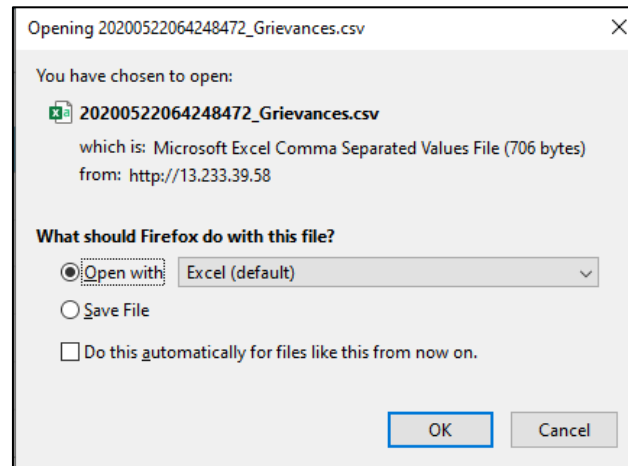 Opening 20200522064248472_Grievances.csv
You have chosen to open:
20200522064248472_Grievances.csv
which is: Microsoft Excel Comma Separated Values File (706 bytes)
from: http://13.233.39.58
What should Firefox do with this file?
Open with Excel (default)
Save File
Do this automatically for files like this from now on.
OK Cancel